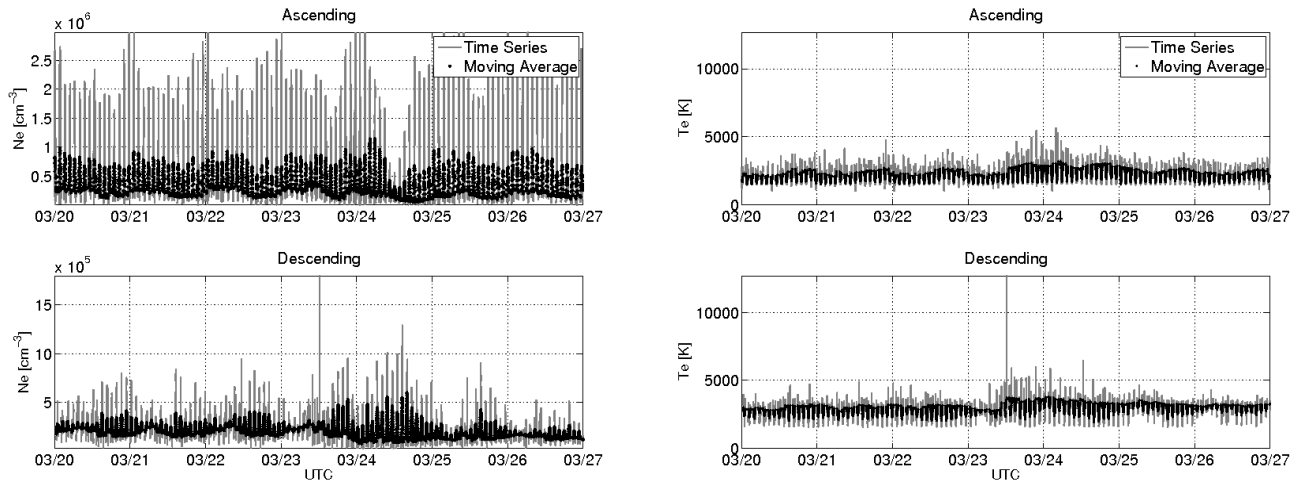 Ascending
x 10^6
Ne [cm^-3]
2.5
2
1.5
1
0.5
Time Series
Moving Average
03/20 03/21 03/22 03/23 03/24 03/25 03/26 03/27
Ascending
Te [K]
10000
5000
0
Time Series
Moving Average
03/20 03/21 03/22 03/23 03/24 03/25 03/26 03/27
Descending
x 10^5
Ne [cm^-3]
15
10
5
03/20 03/21 03/22 03/23 03/24 03/25 03/26 03/27
UTC
Descending
Te [K]
10000
5000
0
03/20 03/21 03/22 03/23 03/24 03/25 03/26 03/27
UTC